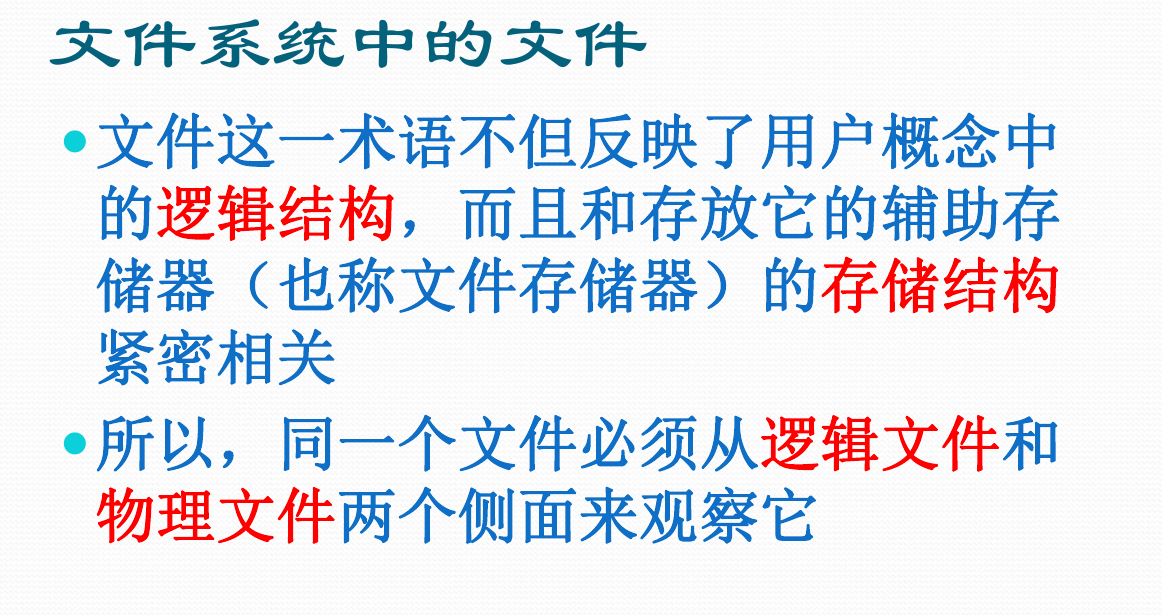 文件系统中的文件
•文件这一术语不但反映了用户概念中
的逻辑结构，而且和存放它的辅助存
储器（也称文件存储器）的存储结构
紧密相关
•所以，同一个文件必须从逻辑文件和
物理文件两个侧面来观察它